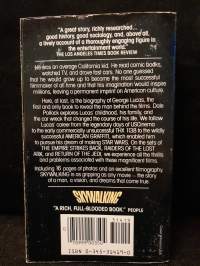 "A great story, richly researched . . .
good history, good sociology, and, above all,
a lively account of a thoroughly engaging figure in
the entertainment world."
THE LOS ANGELES TIMES BOOK REVIEW
He was an average California kid. He read comic books,
watched TV, and drove fast cars. No one guessed
that he would grow up to become the most successful
filmmaker of all time and that his imagination would inspire
millions, leaving a permanent imprint on American culture.
Here, at last, is the biography of George Lucas, the
first and only book to reveal the man behind the films. Dale
Pollock explores Lucas' childhood, his family, and
the car wreck that changed the course of his life. We follow
Lucas' career from the legendary days of USCinema
to the early commercially unsuccessful THX 1138 to the wildly
successful AMERICAN GRAFFITI, which enabled him
to pursue his dream of making STAR WARS. On the sets of
THE EMPIRE STRIKES BACK, RAIDERS OF THE LOST
ARK, and RETURN OF THE JEDI, we experience all the thrills
and problems associated with these magnificent films.
Including 16 pages of photos and an excellent filmography,
SKYWALKING is as gripping as any movie — the story
of a man, a vision, and dreams that come true.
SKYWALKING
"A RICH, FULL-BLOODED BOOK." PEOPLE
ISBN 0-345-31469-0